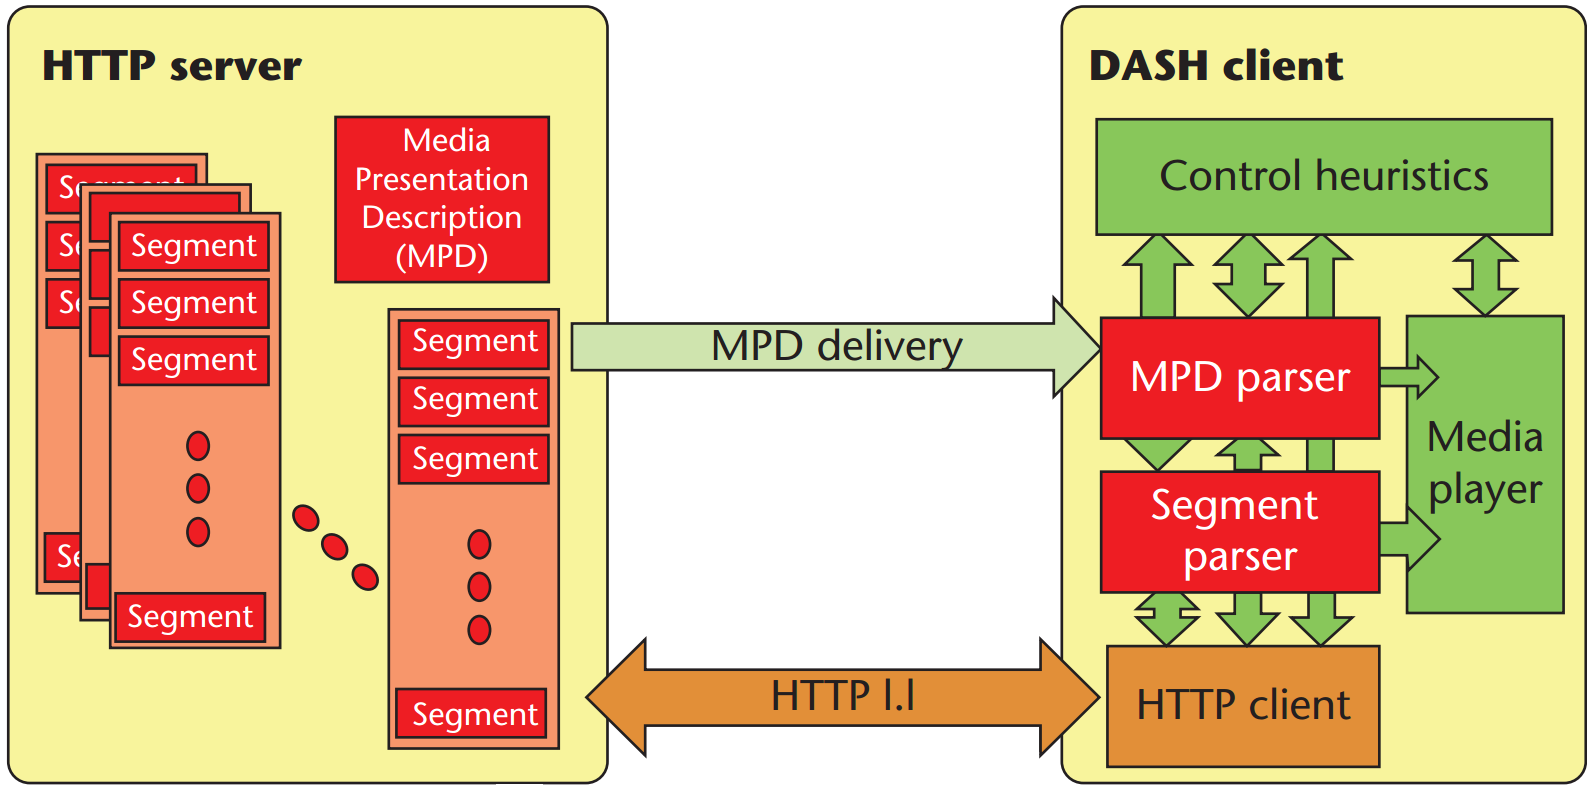 HTTP server
Media
Presentation
Description
(MPD)
Segment
Se
Se
Se
Segment
Segment
Segment
Segment
Segment
Segment
Segment
Segment
MPD delivery
HTTP l.l
DASH client
Control heuristics
MPD parser
Media
player
Segment
parser
HTTP client